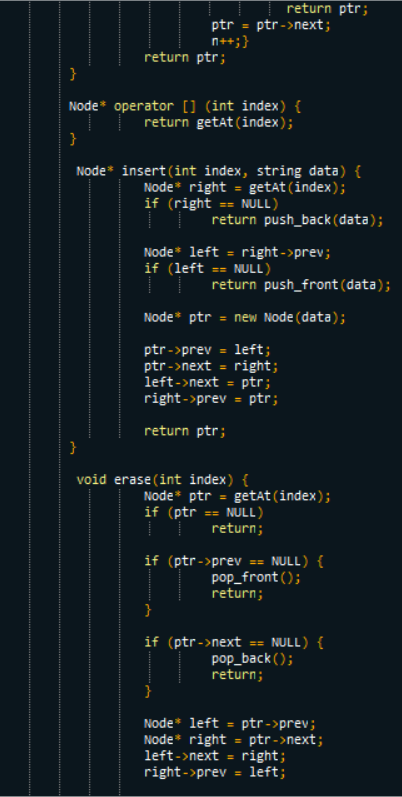 return ptr;
ptr = ptr->next;
n++;}
return ptr;
}
Node* operator [] (int index) {
return getAt(index);
}
Node* insert(int index, string data) {
Node* right = getAt(index);
if (right == NULL)
return push_back(data);
Node* left = right->prev;
if (left == NULL)
return push_front(data);
Node* ptr = new Node(data);
ptr->prev = left;
ptr->next = right;
left->next = ptr;
right->prev = ptr;
return ptr;
}
void erase(int index) {
Node* ptr = getAt(index);
if (ptr == NULL)
return;
if (ptr->prev == NULL) {
pop_front();
return;
}
if (ptr->next == NULL) {
pop_back();
return;
}
Node* left = ptr->prev;
Node* right = ptr->next;
left->next = right;
right->prev = left;